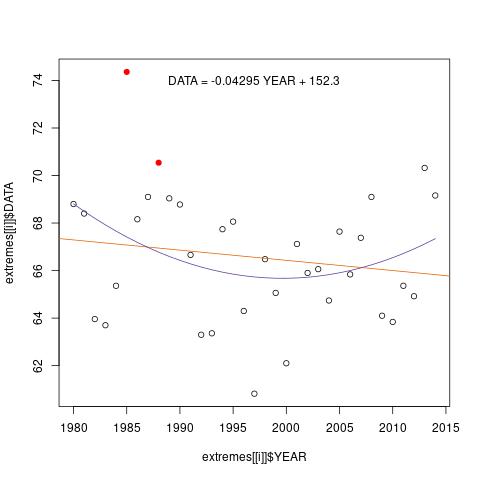 DATA = -0.04295 YEAR + 152.3
74
72
70
68
66
64
62
extremes[[i]]$DATA
1980 1985 1990 1995 2000 2005 2010 2015
extremes[[i]]$YEAR